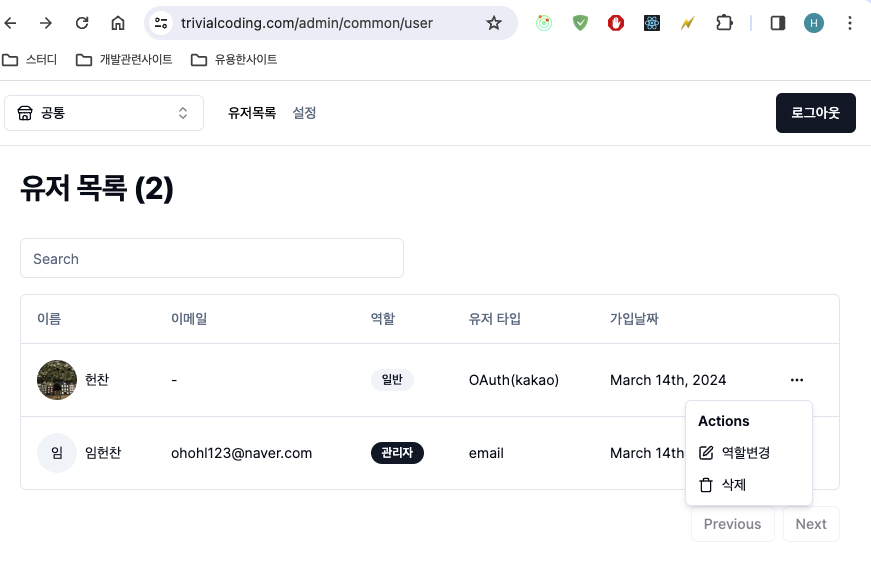 trivialcoding.com/admin/common/user
H
스터디 개발관련사이트 유용한사이트
공통 유저목록 설정 로그아웃
유저 목록 (2)
Search
이름 이메일 역할 유저 타입 가입날짜
헌찬 - 일반 OAuth(kakao) March 14th, 2024 ...
Actions
임 임헌찬 ohohl123@naver.com 관리자 email March 14th
역할변경
삭제
Previous Next